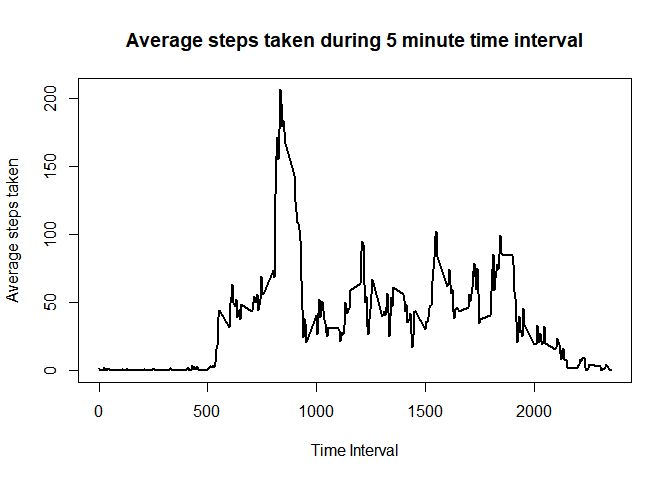 Average steps taken during 5 minute time interval
Average steps taken
200
150
100
50
0
0 500 1000 1500 2000
Time Interval